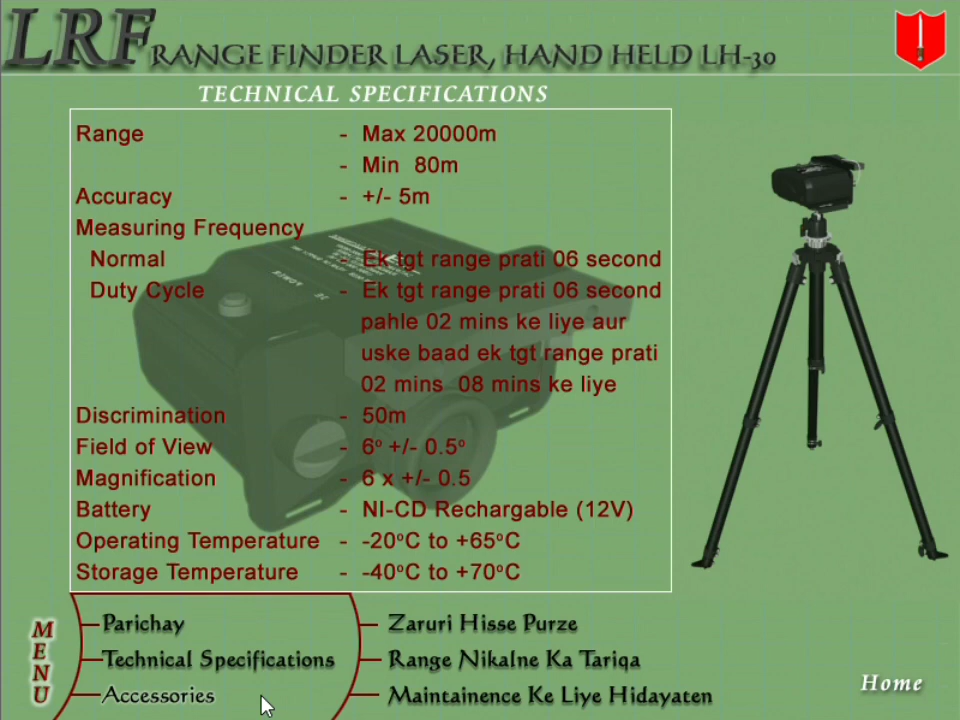 LRF RANGE FINDER LASER, HAND HELD LH-30
TECHNICAL SPECIFICATIONS
Range - Max 20000m
- Min 80m
Accuracy - +/- 5m
Measuring Frequency
Normal - Ek tgt range prati 06 second
Duty Cycle - Ek tgt range prati 06 second
pahle 02 mins ke liye aur
uske baad ek tgt range prati
02 mins 08 mins ke liye
Discrimination - 50m
Field of View - 6º +/- 0.5º
Magnification - 6 x +/- 0.5
Battery - NI-CD Rechargable (12V)
Operating Temperature - -20ºC to +65ºC
Storage Temperature - -40ºC to +70ºC
MENU
Parichay
Technical Specifications
Accessories
Zaruri Hisse Purze
Range Nikalne Ka Tariqa
Maintainence Ke Liye Hidayaten
Home